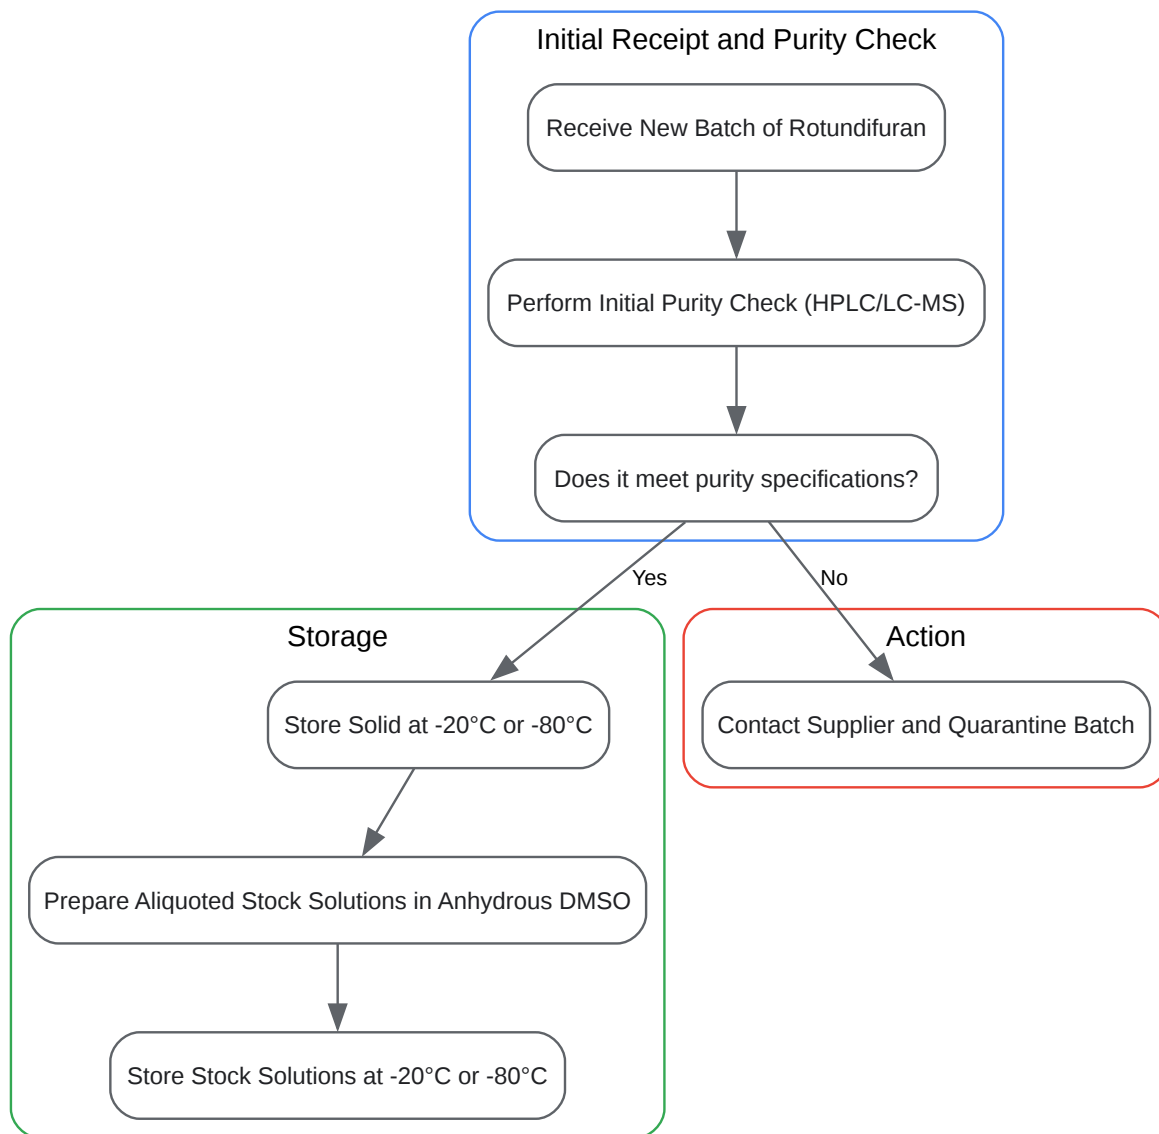 Initial Receipt and Purity Check
Receive New Batch of Rotundifuran
Perform Initial Purity Check (HPLC/LC-MS)
Does it meet purity specifications?
Yes
No
Storage
Action
Store Solid at -20°C or -80°C
Contact Supplier and Quarantine Batch
Prepare Aliquoted Stock Solutions in Anhydrous DMSO
Store Stock Solutions at -20°C or -80°C